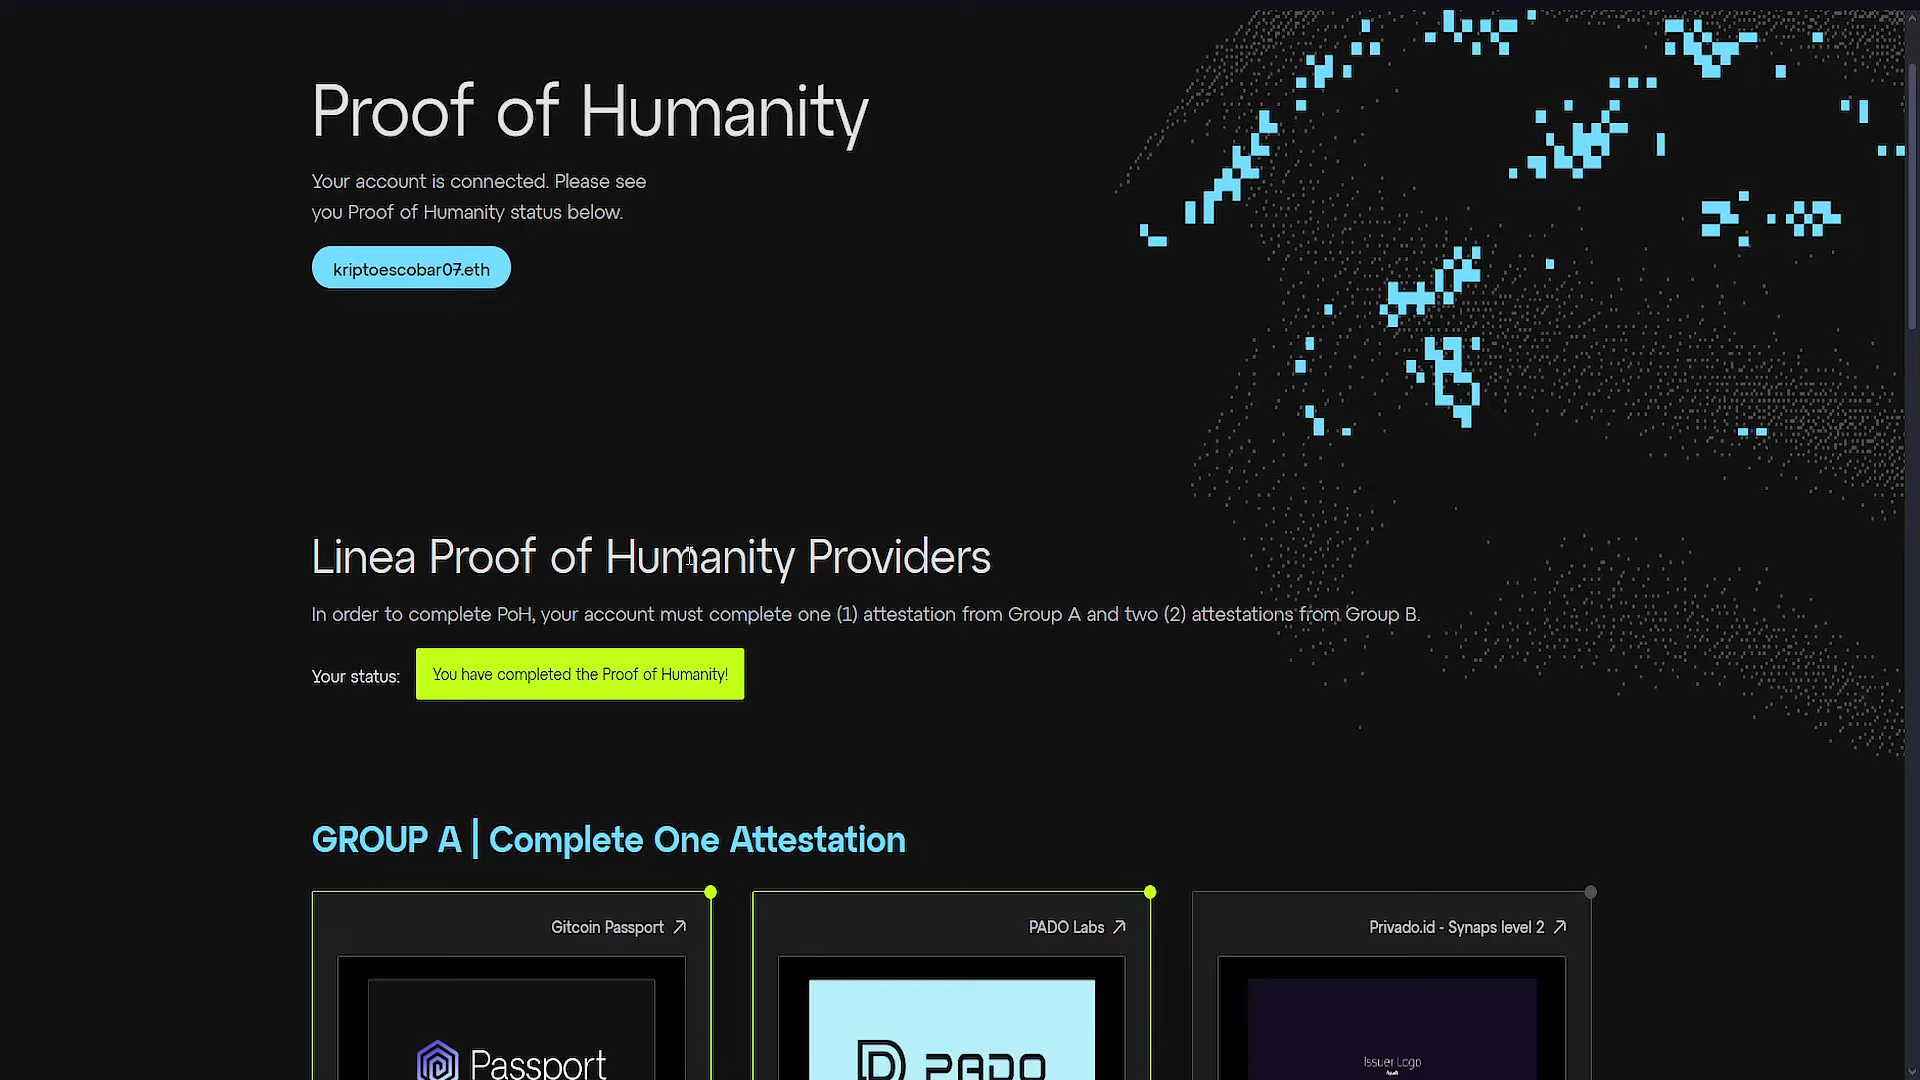 Proof of Humanity
Your account is connected. Please see
you Proof of Humanity status below.
kriptoescobar07.eth
Linea Proof of Humanity Providers
In order to complete PoH, your account must complete one (1) attestation from Group A and two (2) attestations from Group B.
Your status:
You have completed the Proof of Humanity!
GROUP A | Complete One Attestation
Gitcoin Passport
PADO Labs
Privado.id - Synaps level 2
Passport
PADO
Issuer Logo